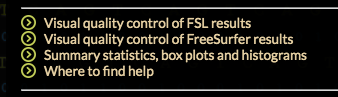 Visual quality control of FSL results
Visual quality control of FreeSurfer results
Summary statistics, box plots and histograms
Where to find help